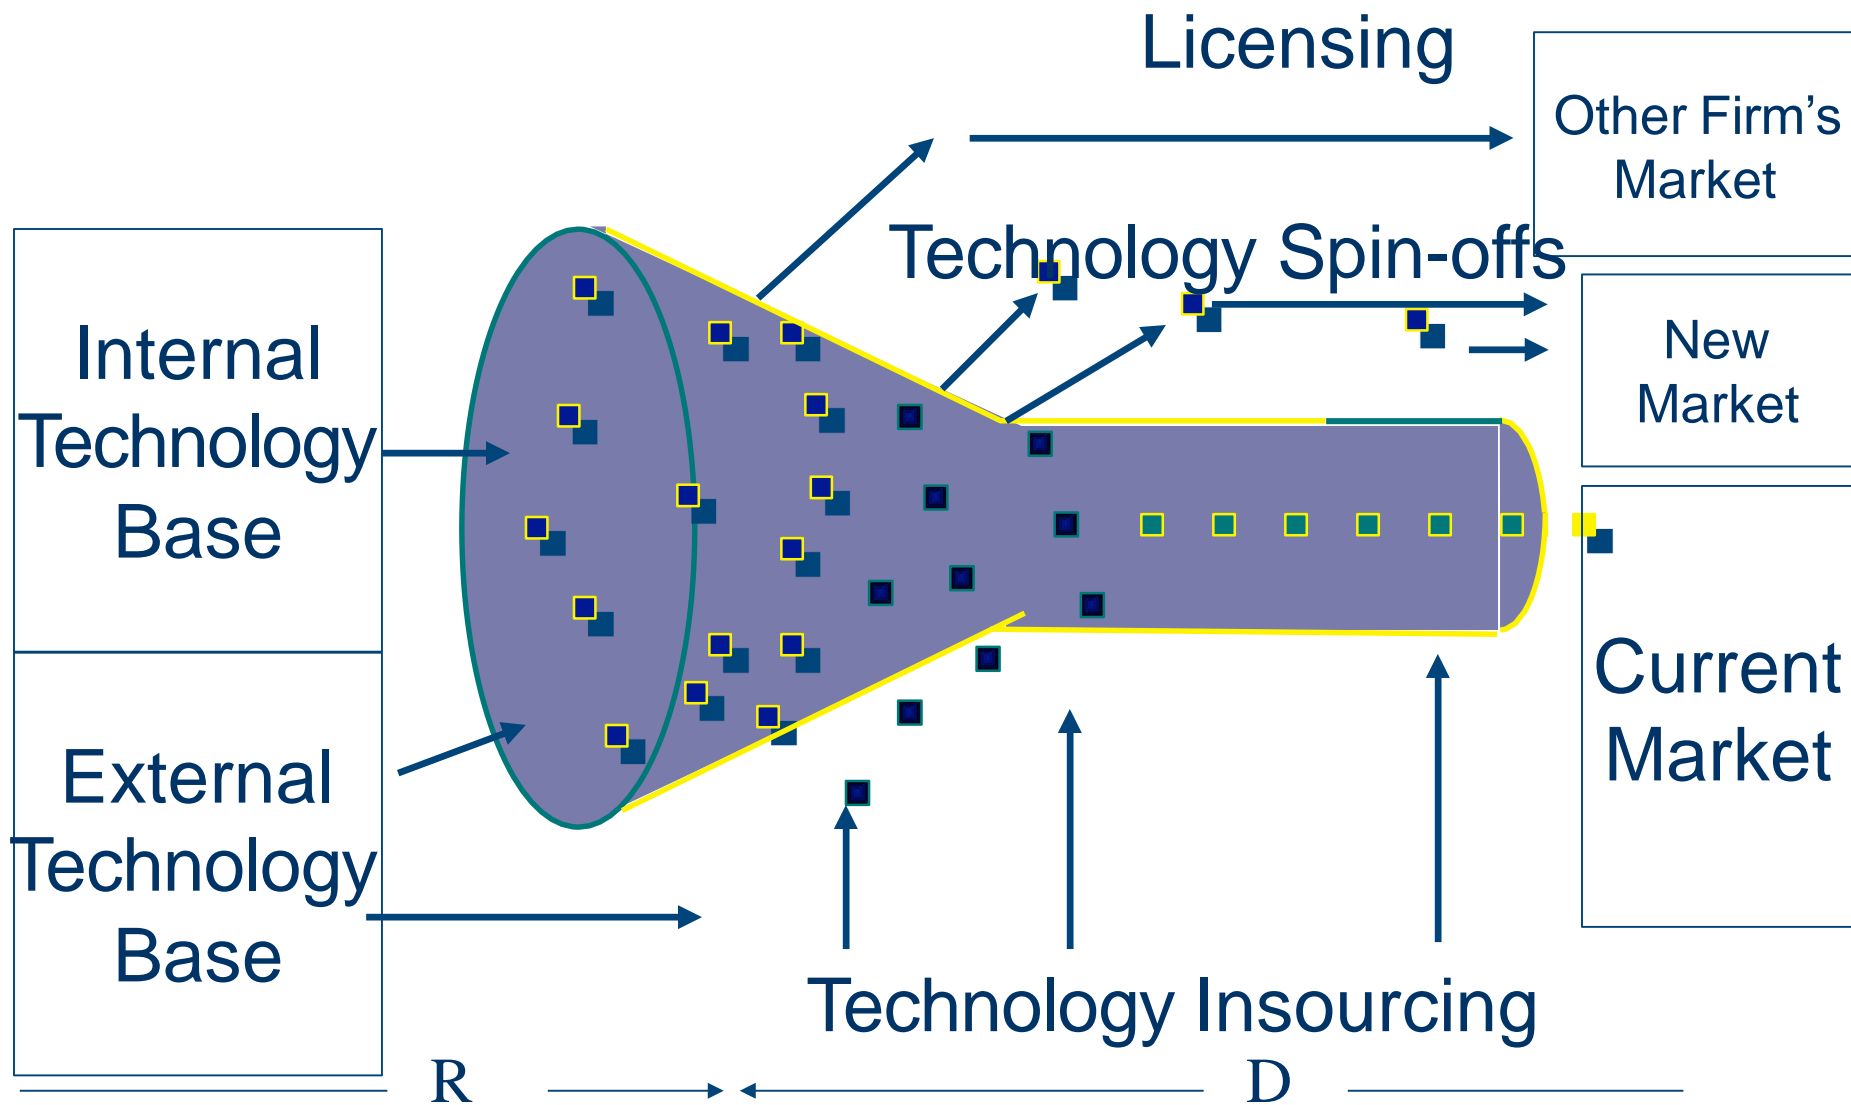 Licensing
Other Firm’s
Market
Technology Spin-offs
New
Market
Internal
Technology
Base
External
Technology
Base
Current
Market
Technology Insourcing
R
D